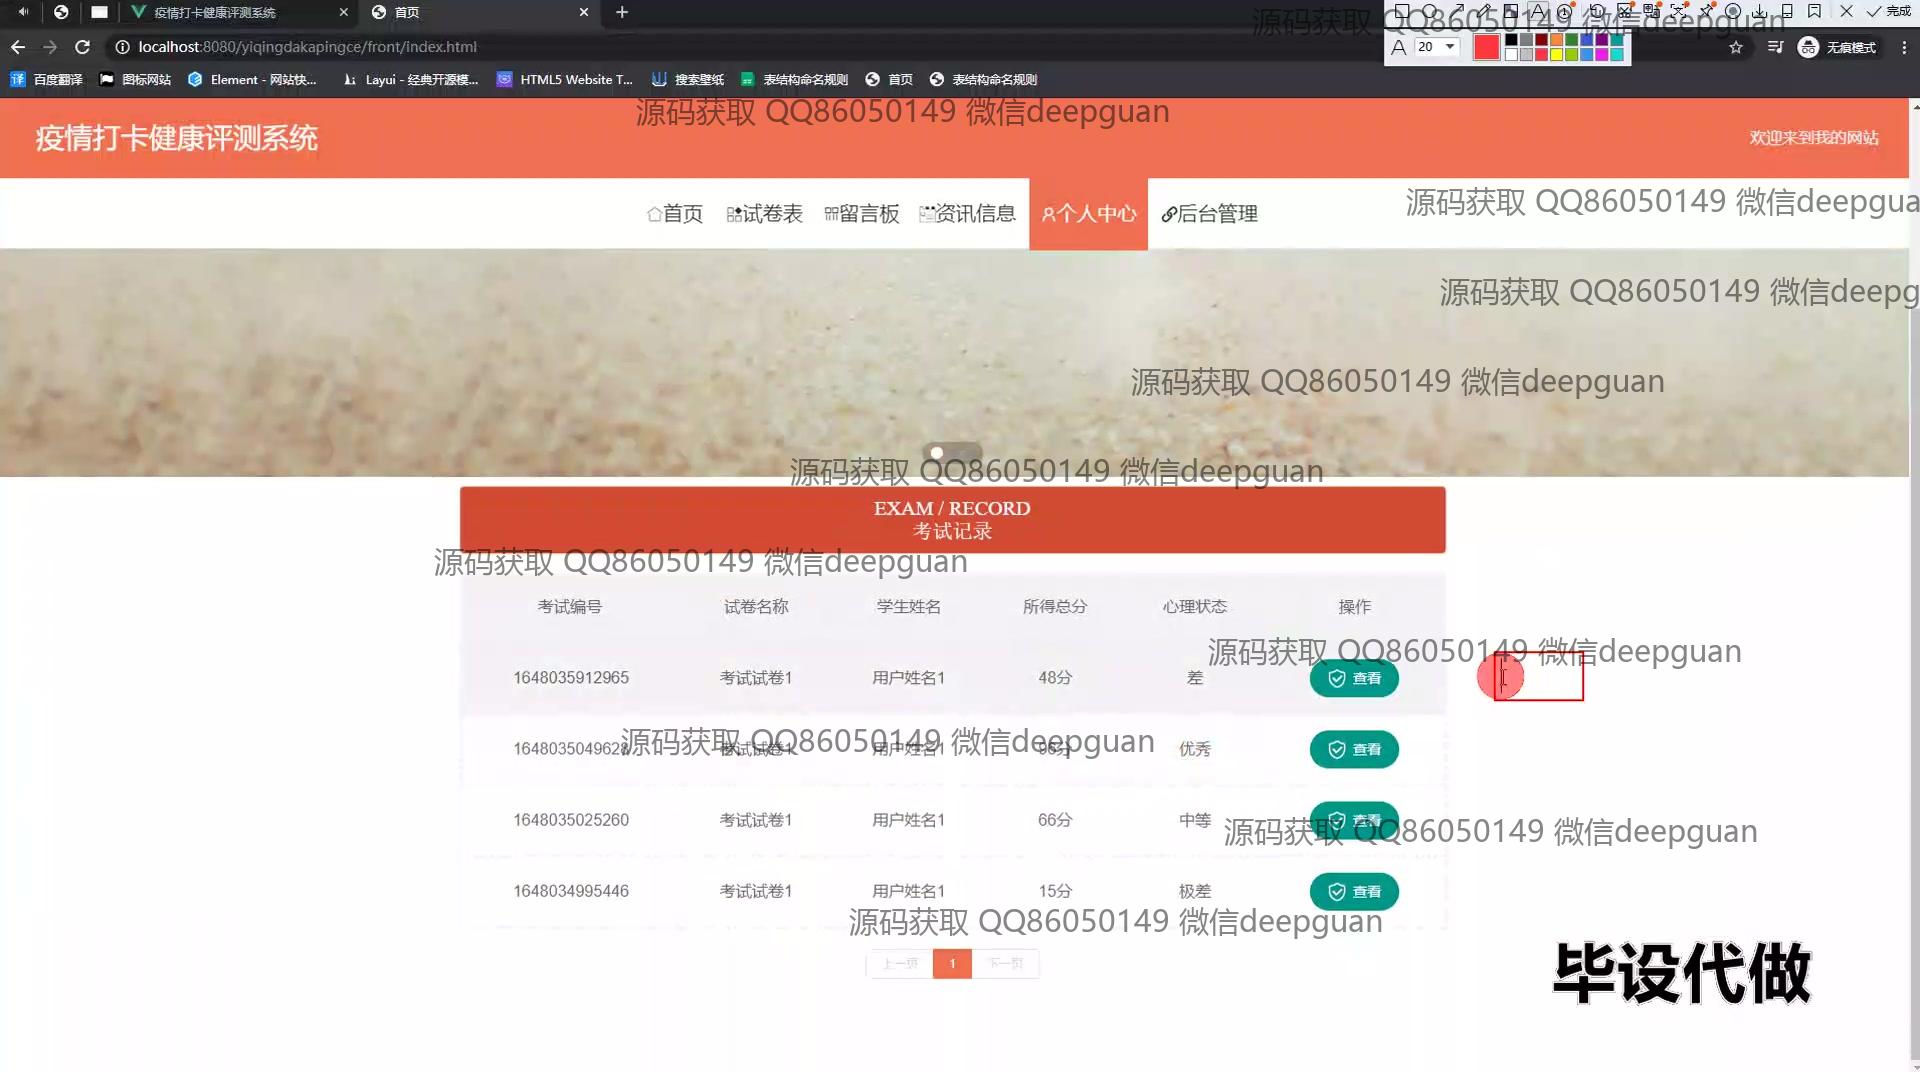 疫情打卡健康评测系统
首页
完成
localhost:8080/yiqingdakapingce/front/index.html
A 20
无痕模式
百度翻译 图标网站 Element - 网站快... Layui - 经典开源模... HTML5 Website T... 搜索壁纸 表结构命名规则 首页 表结构命名规则
源码获取 QQ86050149 微信deepguan
源码获取 QQ86050149 微信deepguan
疫情打卡健康评测系统
欢迎来到我的网站
首页 试卷表 留言板 资讯信息 个人中心 后台管理
源码获取 QQ86050149 微信deepgua
源码获取 QQ86050149 微信deepg
源码获取 QQ86050149 微信deepguan
源码获取 QQ86050149 微信deepguan
EXAM / RECORD
考试记录
源码获取 QQ86050149 微信deepguan
考试编号 试卷名称 学生姓名 所得总分 心理状态 操作
源码获取 QQ86050149 微信deepguan
1648035912965 考试试卷1 用户姓名1 48分 差 查看
源码获取 QQ86050149 微信deepguan
1648035049628 考试试卷1 用户姓名1 优秀 查看
1648035025260 考试试卷1 用户姓名1 66分 中等 查看
源码获取 QQ86050149 微信deepguan
1648034995446 考试试卷1 用户姓名1 15分 极差 查看
源码获取 QQ86050149 微信deepguan
上一页 1 下一页
毕设代做